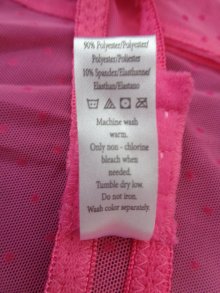 90% Polyester/Polyester/
Polyester/Poliester
10% Spandex/Elasthanne/
Elasthan/Elastano
Machine wash
warm.
Only non - chlorine
bleach when
needed.
Tumble dry low.
Do not iron.
Wash color separately.